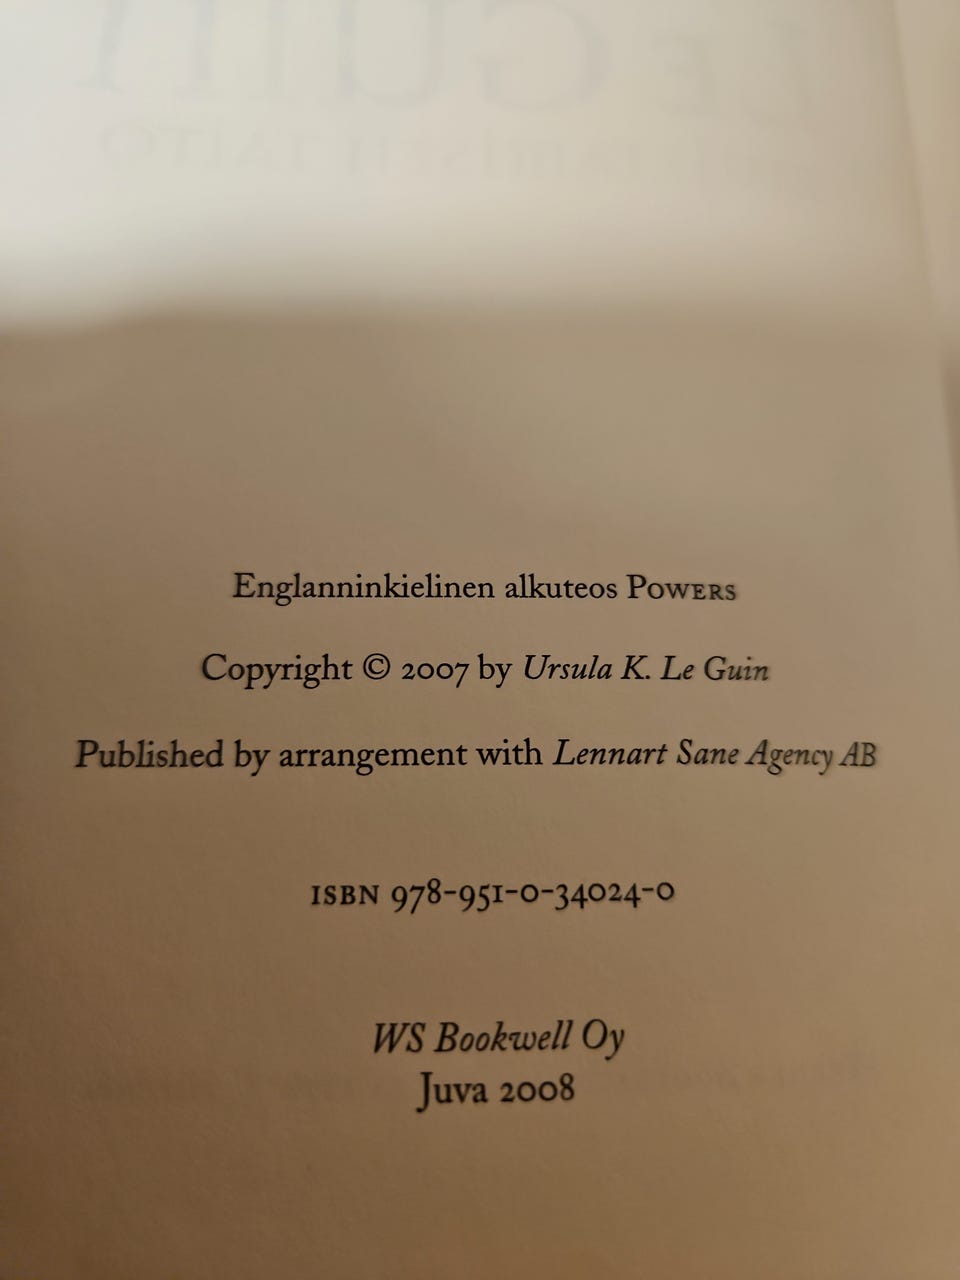 Englanninkielinen alkuteos POWERS
Copyright © 2007 by Ursula K. Le Guin
Published by arrangement with Lennart Sane Agency AB
ISBN 978-951-0-34024-0
WS Bookwell Oy
Juva 2008